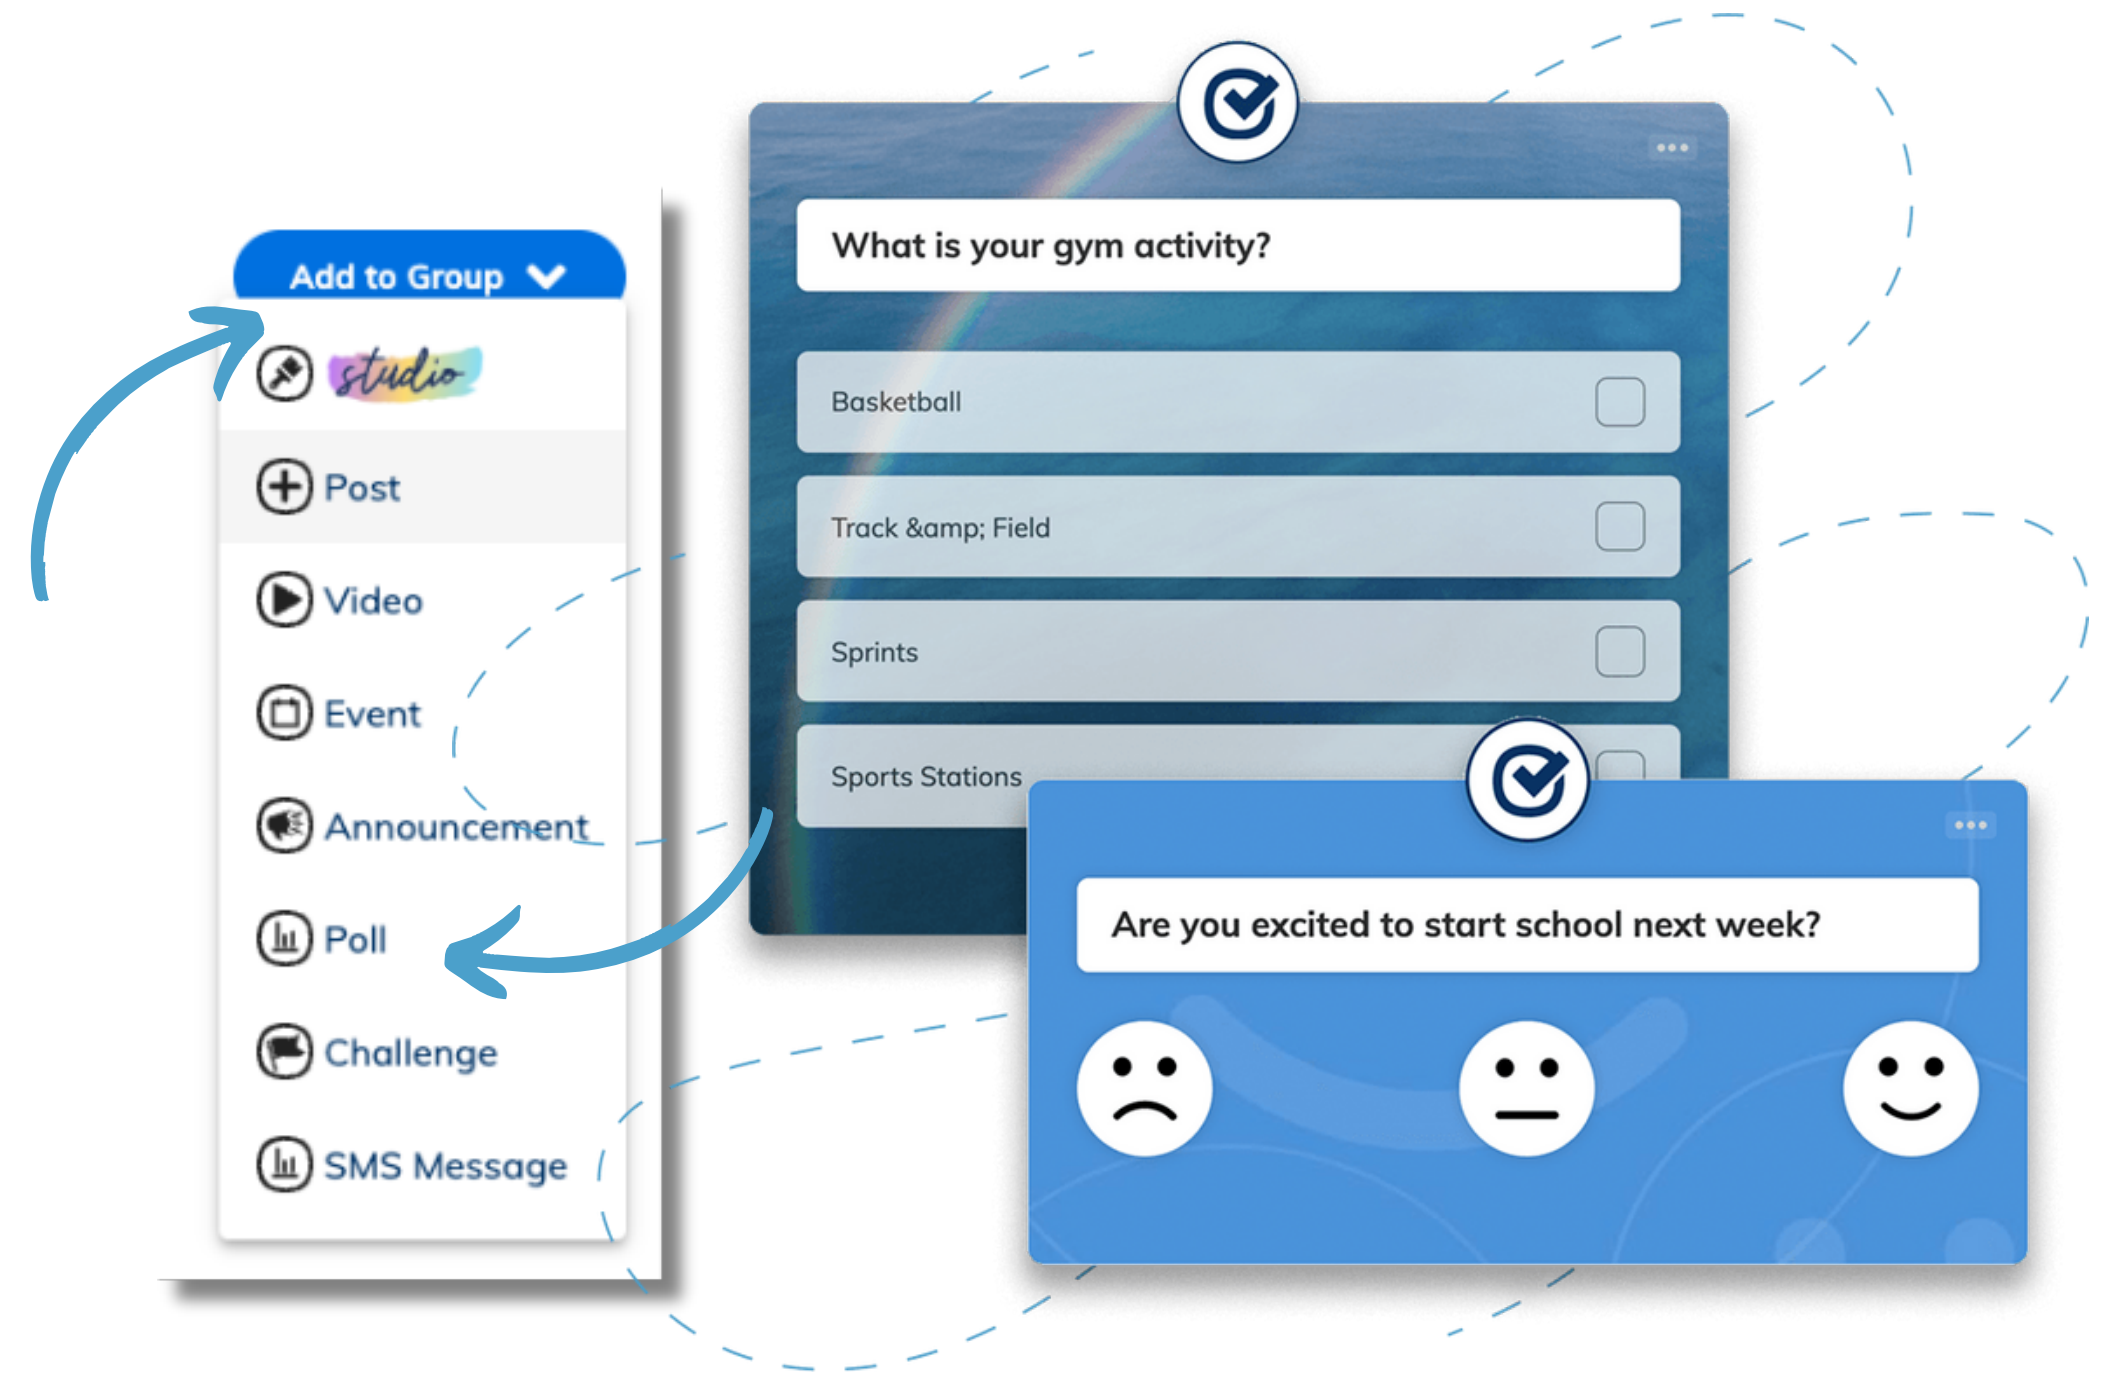 Add to Group
studio
Post
Video
Event
Announcement
Poll
Challenge
SMS Message
What is your gym activity?
Basketball
Track &amp; Field
Sprints
Sports Stations
Are you excited to start school next week?